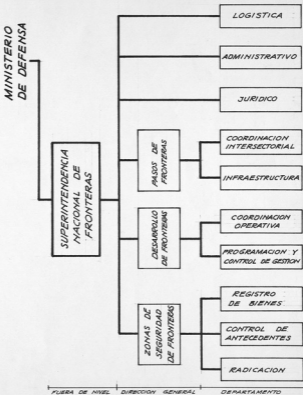 MINISTERIO
DE DEFENSA
SUPERINTENDENCIA
NACIONAL DE
FRONTERAS
LOGISTICA
ADMINISTRATIVO
JURIDICO
PASOS DE
FRONTERAS
COORDINACION
INTERSECTORIAL
INFRAESTRUCTURA
DESARROLLO
DE FRONTERAS
COORDINACION
OPERATIVA
PROGRAMACION Y
CONTROL DE GESTION
ZONAS DE
SEGURIDAD
DE FRONTERAS
REGISTRO
DE BIENES
CONTROL DE
ANTECEDENTES
RADICACION
FUERA DE NIVEL
DIRECCION GENERAL
DEPARTAMENTO